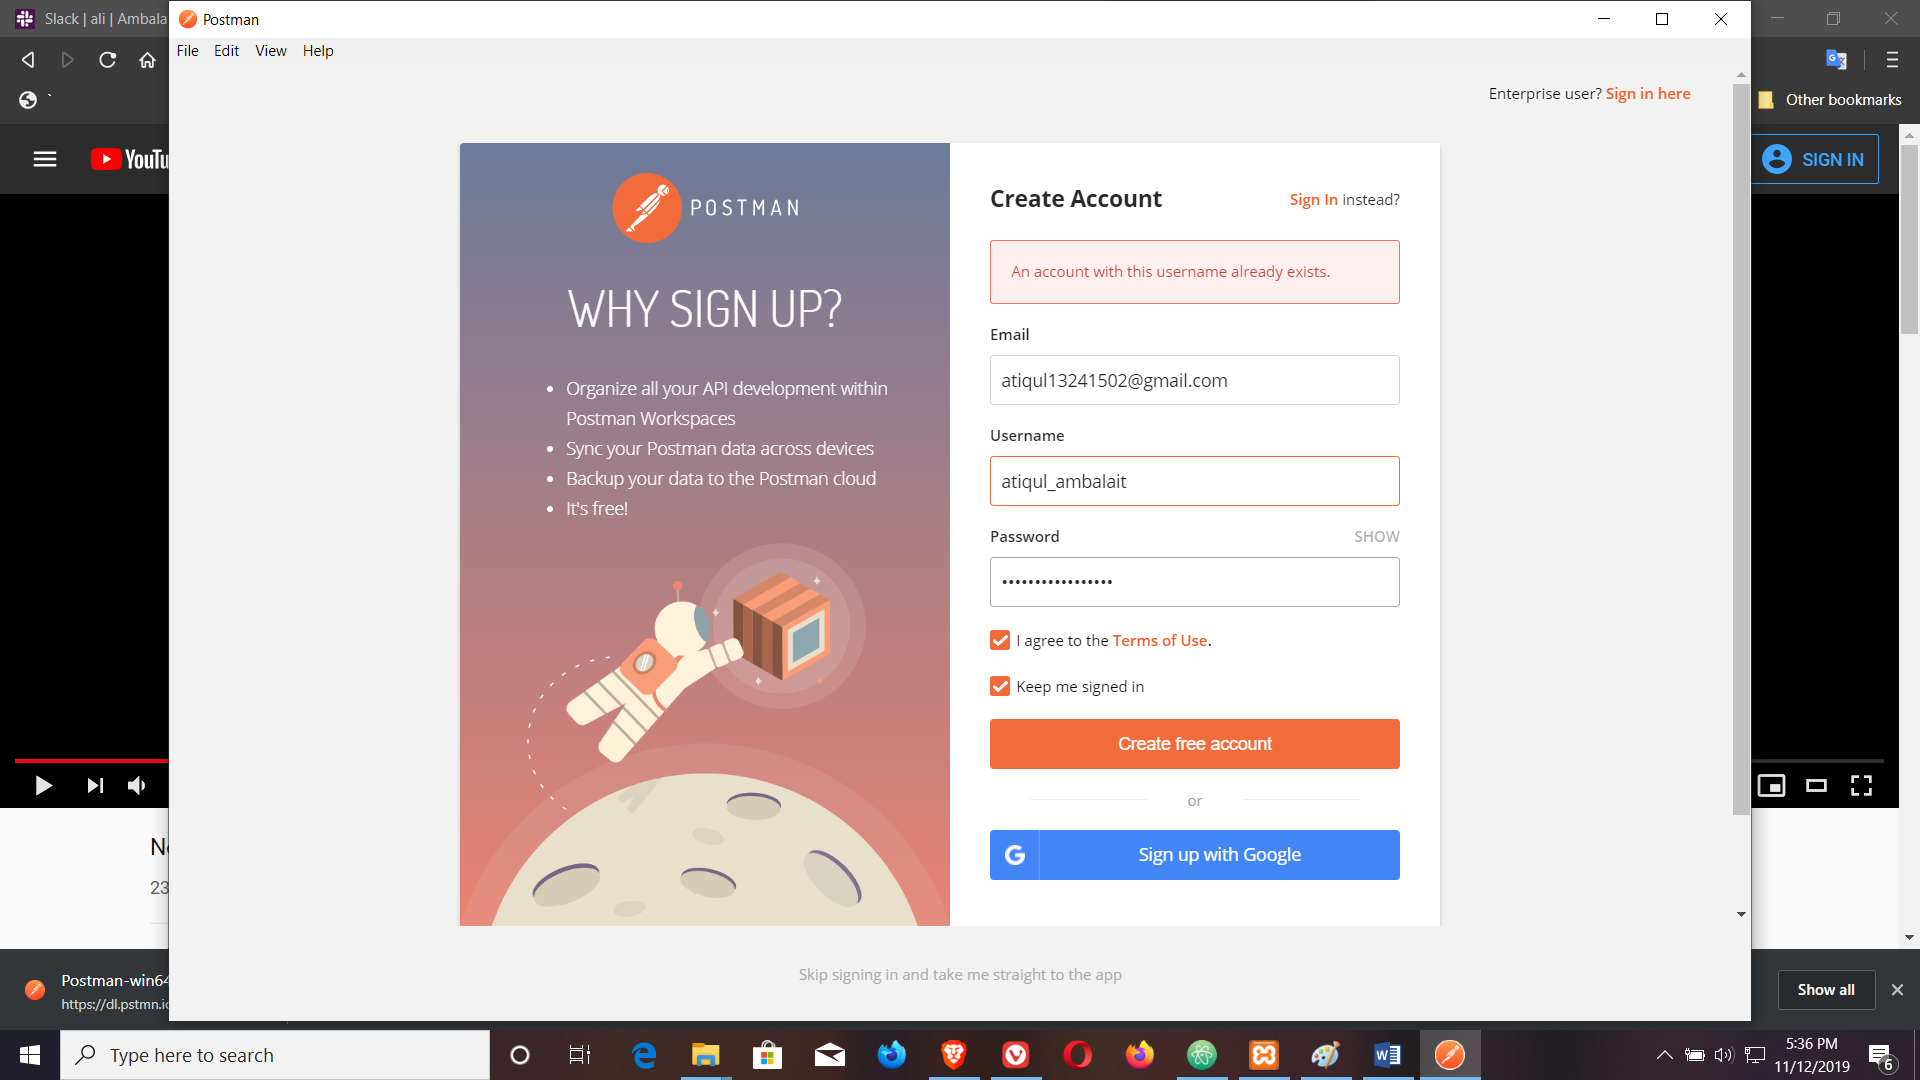 Slack | ali | Ambala
Postman
File Edit View Help
Enterprise user? Sign in here
Other bookmarks
SIGN IN
POSTMAN
WHY SIGN UP?
• Organize all your API development within
Postman Workspaces
• Sync your Postman data across devices
• Backup your data to the Postman cloud
• It's free!
Create Account
Sign In instead?
An account with this username already exists.
Email
atiqul13241502@gmail.com
Username
atiqul_ambalait
Password
SHOW
•••••••••••••••••
I agree to the Terms of Use.
Keep me signed in
Create free account
or
G
Sign up with Google
Skip signing in and take me straight to the app
23
Postman-win64
https://dl.pstmn.io
Show all
Type here to search
5:36 PM
11/12/2019
6